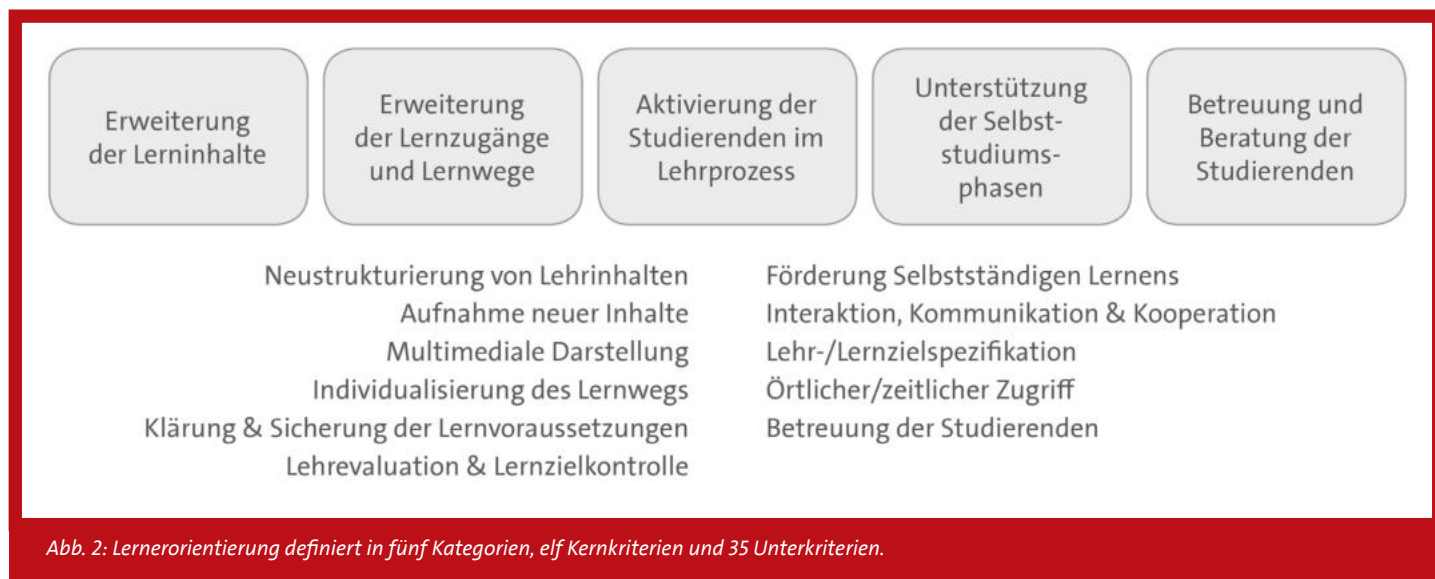 Erweiterung
der Lerninhalte
Erweiterung
der Lernzugänge
und Lernwege
Aktivierung der
Studierenden im
Lehrprozess
Unterstützung
der Selbst-
studiums-
phasen
Betreuung und
Beratung der
Studierenden
Neustrukturierung von Lehrinhalten
Aufnahme neuer Inhalte
Multimediale Darstellung
Individualisierung des Lernwegs
Klärung & Sicherung der Lernvoraussetzungen
Lehrevaluation & Lernzielkontrolle
Förderung Selbstständigen Lernens
Interaktion, Kommunikation & Kooperation
Lehr-/Lernzielspezifikation
Örtlicher/zeitlicher Zugriff
Betreuung der Studierenden
Abb. 2: Lernerorientierung definiert in fünf Kategorien, elf Kernkriterien und 35 Unterkriterien.